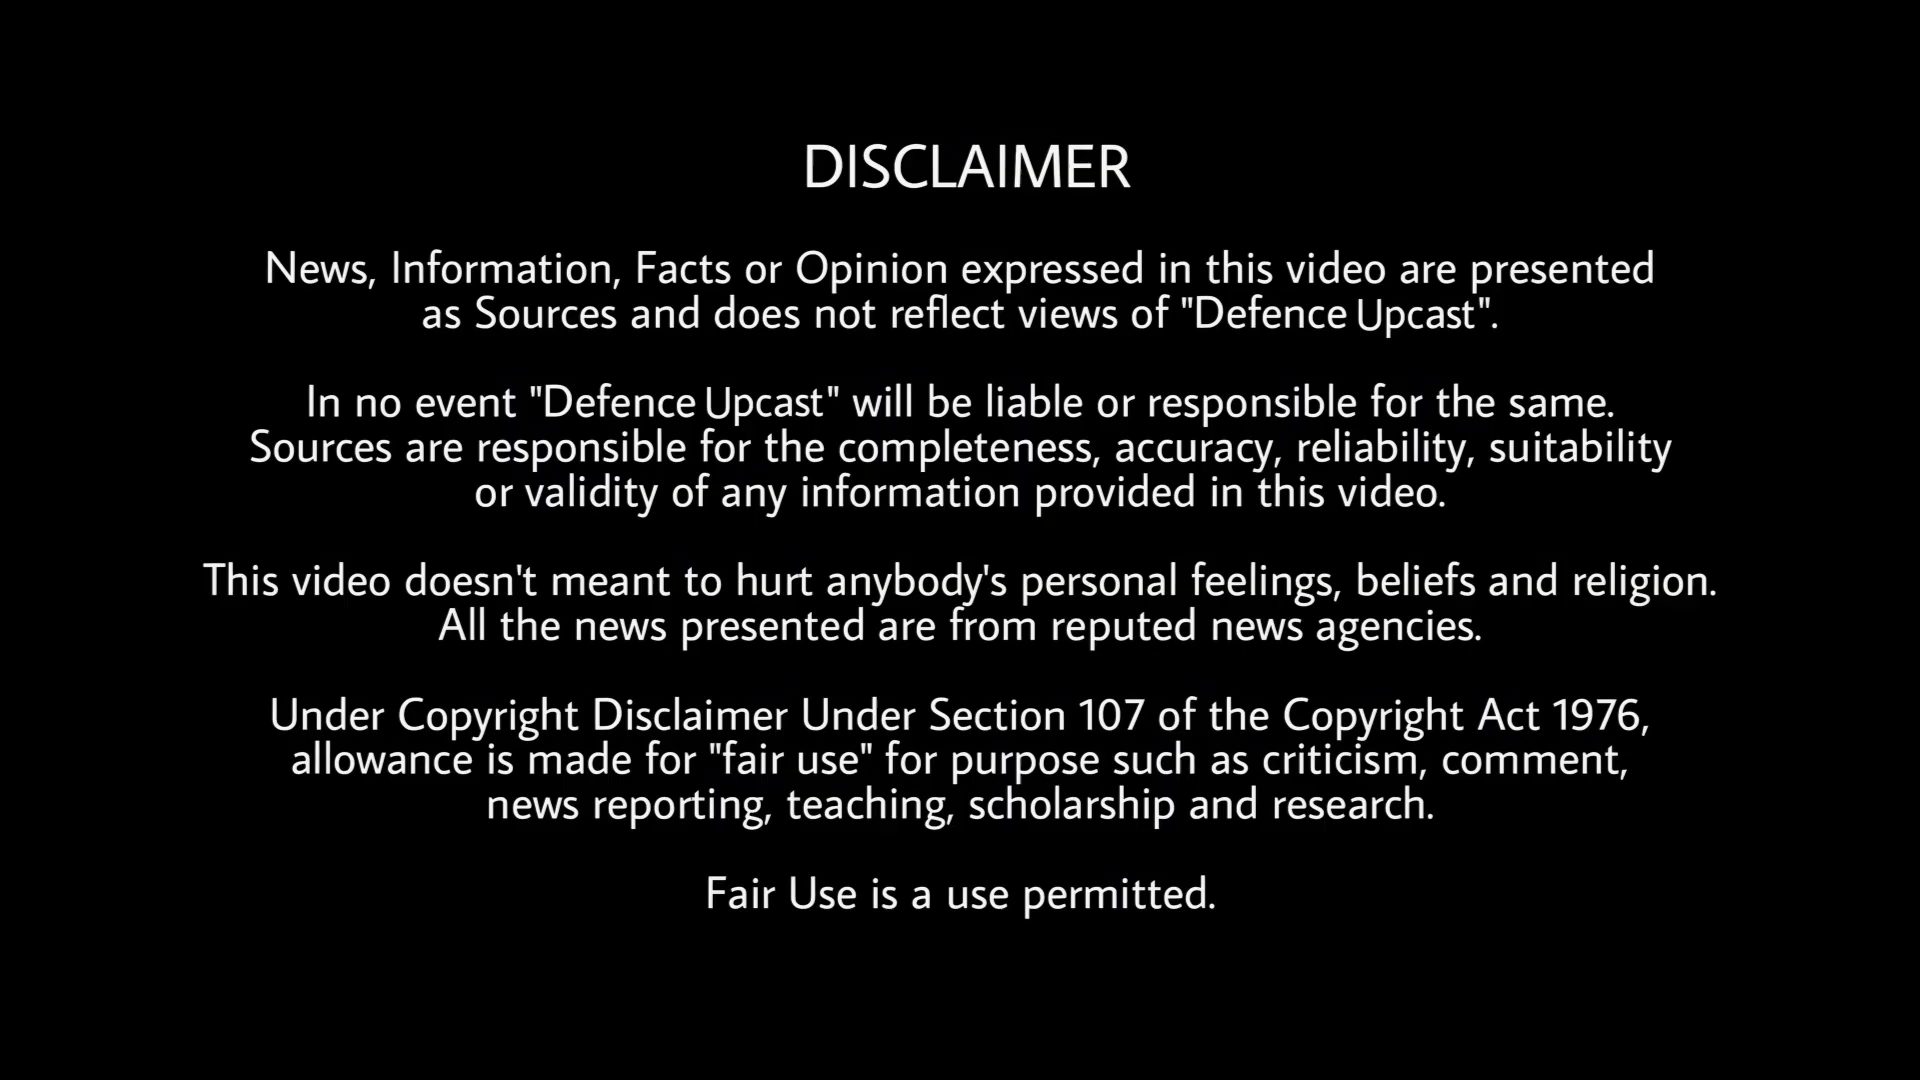 DISCLAIMER
News, Information, Facts or Opinion expressed in this video are presented
as Sources and does not reflect views of "Defence Upcast".
In no event "Defence Upcast" will be liable or responsible for the same.
Sources are responsible for the completeness, accuracy, reliability, suitability
or validity of any information provided in this video.
This video doesn't meant to hurt anybody's personal feelings, beliefs and religion.
All the news presented are from reputed news agencies.
Under Copyright Disclaimer Under Section 107 of the Copyright Act 1976,
allowance is made for "fair use" for purpose such as criticism, comment,
news reporting, teaching, scholarship and research.
Fair Use is a use permitted.